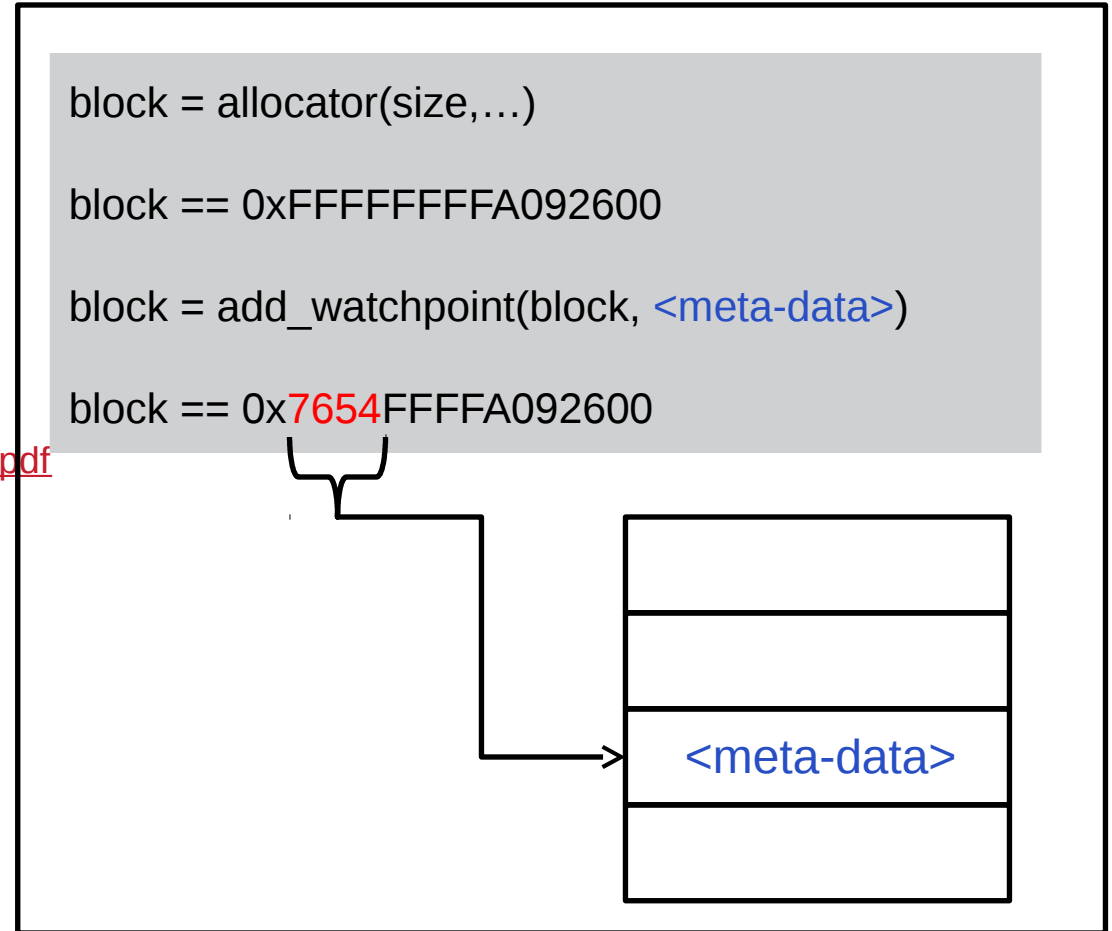 block = allocator(size,…)
block == 0xFFFFFFFFA092600
block = add_watchpoint(block, <meta-data>)
block == 0x7654FFFFA092600
pdf
<meta-data>